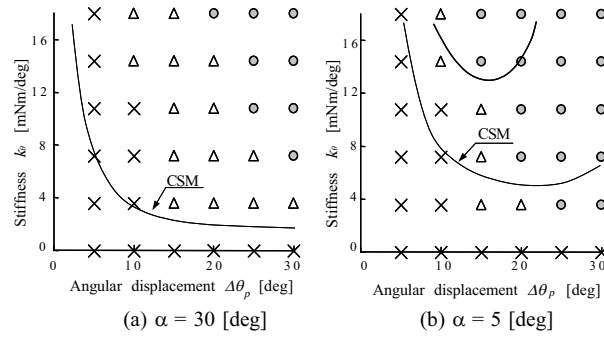 16
12
8
4
0
Stiffness kθ [mNm/deg]
CSM
0 10 20 30
Angular displacement Δθp [deg]
(a) α = 30 [deg]
16
12
8
4
0
Stiffness kθ [mNm/deg]
CSM
0 10 20 30
Angular displacement Δθp [deg]
(b) α = 5 [deg]